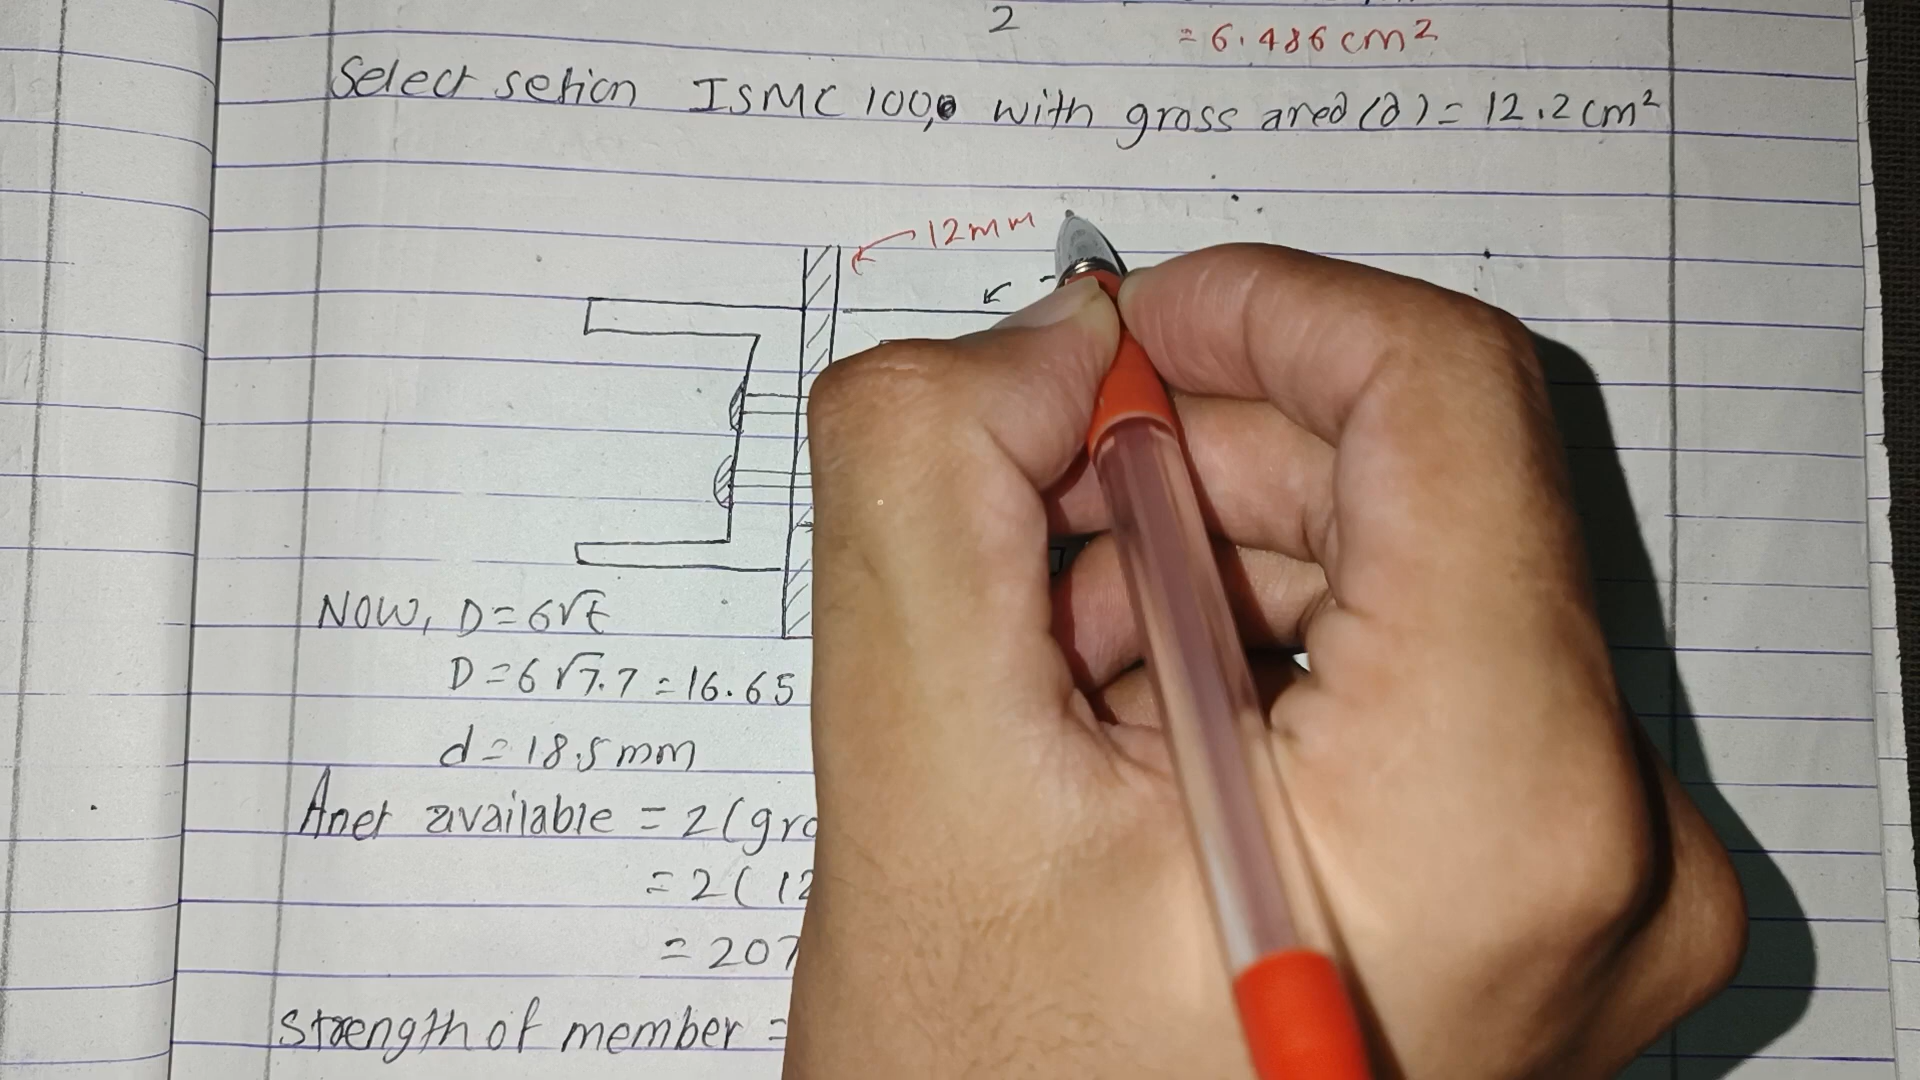 2
= 6.486 cm²
Select setion ISMC 100, with gross area (a) = 12.2 cm²
12mm
NOW, D = 6√t
D = 6√7.7 = 16.65
d = 18.5 mm
Anet available = 2(gro
= 2(12
= 207
Strength of member =